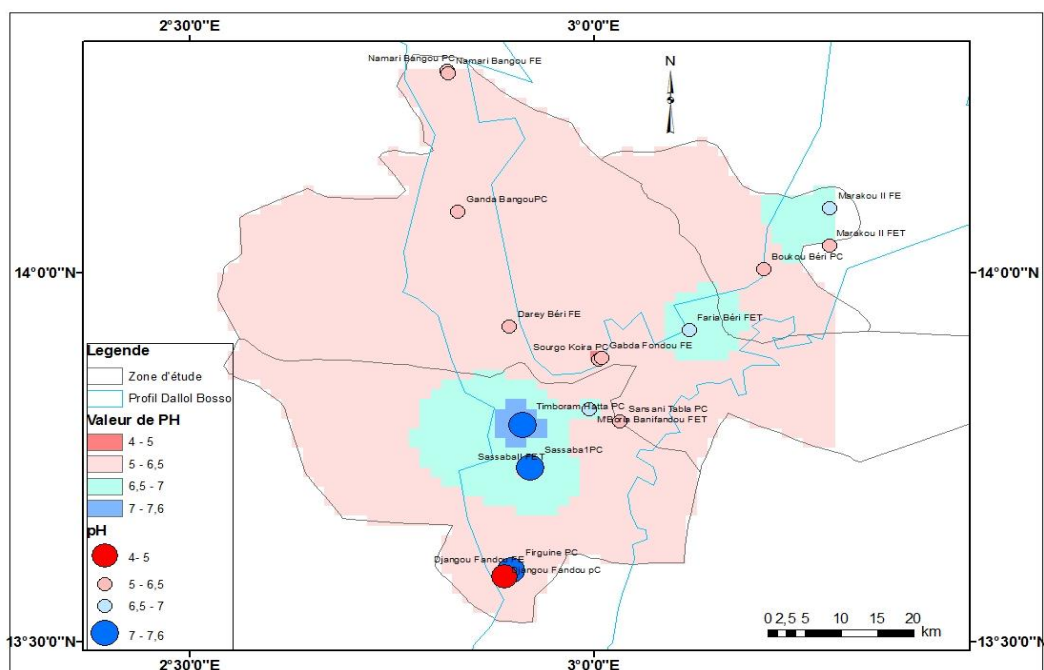 2°30'0"E
3°0'0"E
Namari Bangou PC
Namari Bangou FE
N
Ganda BangouPC
Marakou II FE
Marakou II FET
Boukou Béri PC
14°0'0"N
14°0'0"N
Darey Béri FE
Faria Béri FET
Sourgo Koira PC
Gabda Fondou FE
Timboram Hatta PC
Sansani Tabla PC
M'Boria Banifandou FET
Sassaba1PC
SassabaII FET
Firguine PC
Djangou Fandou FE
Djangou Fandou pC
Legende
Zone d'étude
Profil Dallol Bosso
Valeur de PH
4 - 5
5 - 6,5
6,5 - 7
7 - 7,6
pH
4 - 5
5 - 6,5
6,5 - 7
7 - 7,6
0 2,5 5 10 15 20
km
13°30'0"N
13°30'0"N
2°30'0"E
3°0'0"E